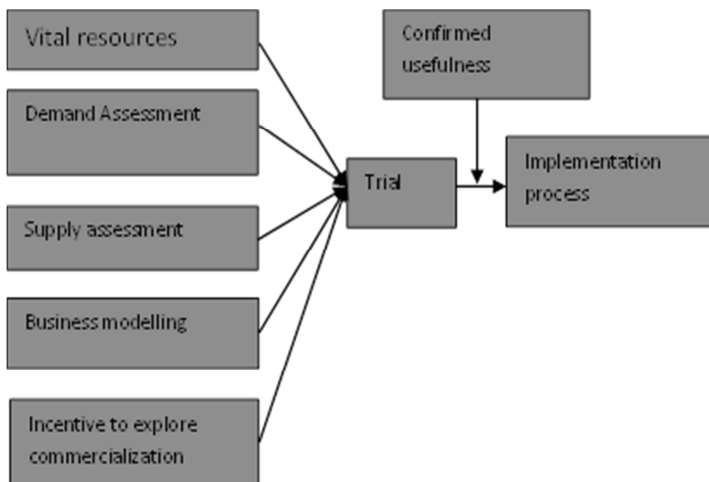 Vital resources
Demand Assessment
Supply assessment
Business modelling
Incentive to explore
commercialization
Trial
Confirmed
usefulness
Implementation
process